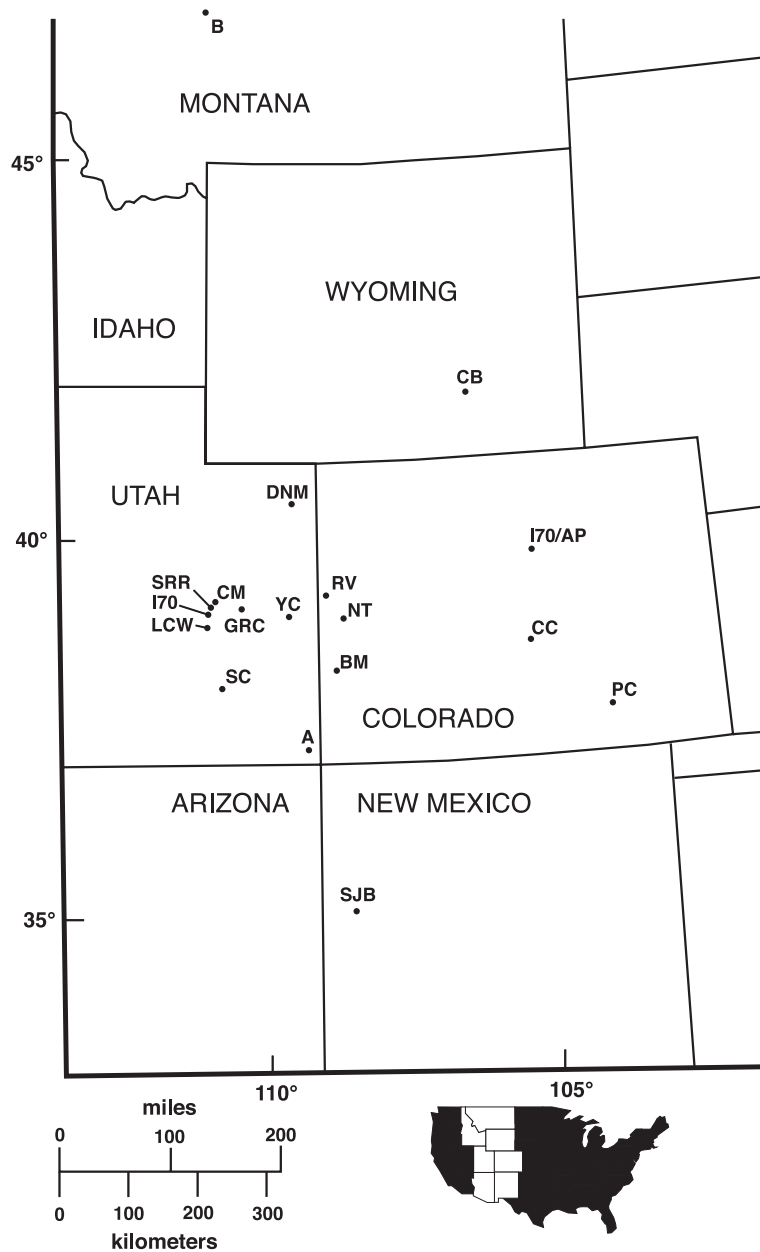 B
MONTANA
45°
WYOMING
IDAHO
CB
UTAH
DNM
40°
I70/AP
SRR
CM
RV
I70
YC
NT
LCW
GRC
CC
BM
SC
PC
COLORADO
A
ARIZONA
NEW MEXICO
SJB
35°
110°
105°
miles
0 100 200
0 100 200 300
kilometers